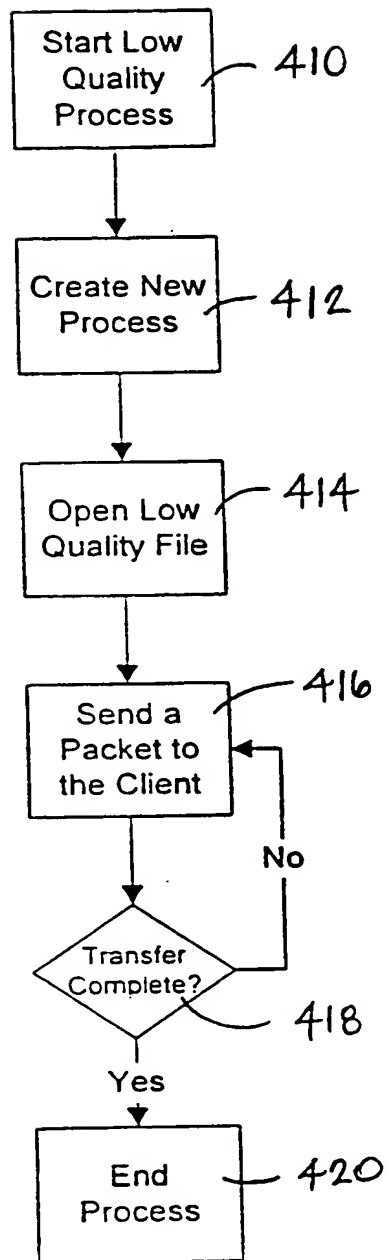 Start Low
Quality
Process
410
Create New
Process
412
Open Low
Quality File
414
Send a
Packet to
the Client
416
No
Transfer
Complete?
418
Yes
End
Process
420